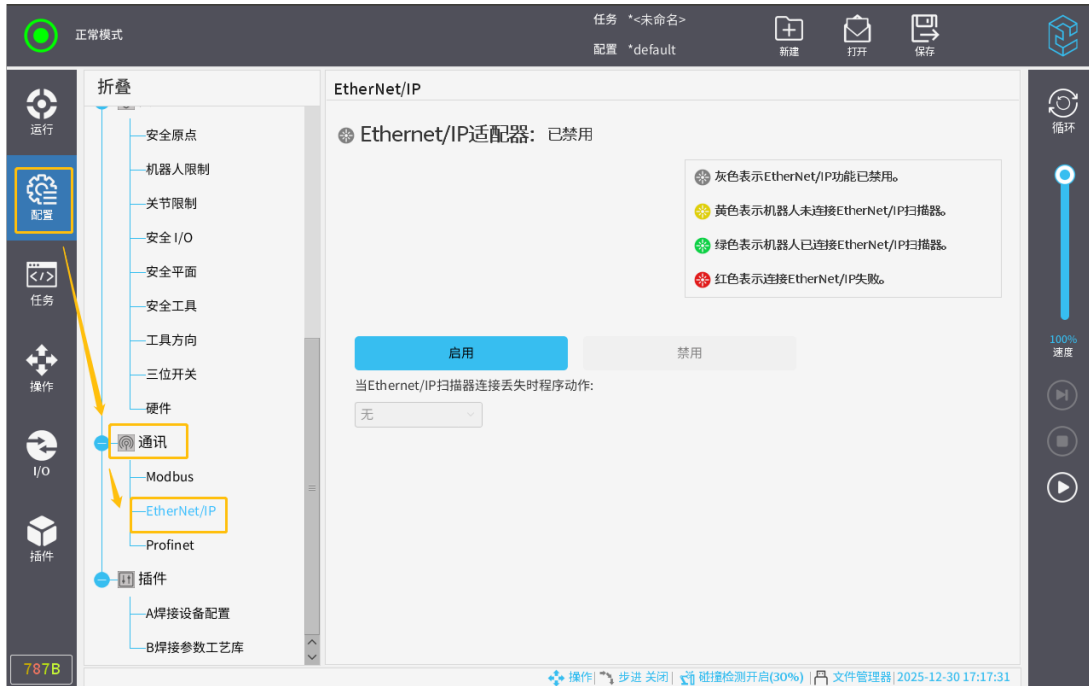 正常模式
任务 *<未命名>
配置 *default
新建
打开
保存
运行
配置
任务
操作
I/O
插件
787B
折叠
安全原点
机器人限制
关节限制
安全 I/O
安全平面
安全工具
工具方向
三位开关
硬件
通讯
Modbus
EtherNet/IP
Profinet
插件
A焊接设备配置
B焊接参数工艺库
EtherNet/IP
Ethernet/IP适配器: 已禁用
灰色表示EtherNet/IP功能已禁用。
黄色表示机器人未连接EtherNet/IP扫描器。
绿色表示机器人已连接EtherNet/IP扫描器。
红色表示连接EtherNet/IP失败。
启用
禁用
当Ethernet/IP扫描器连接丢失时程序动作:
无
循环
100%
速度
操作| 步进 关闭| 碰撞检测开启(30%) | 文件管理器| 2025-12-30 17:17:31